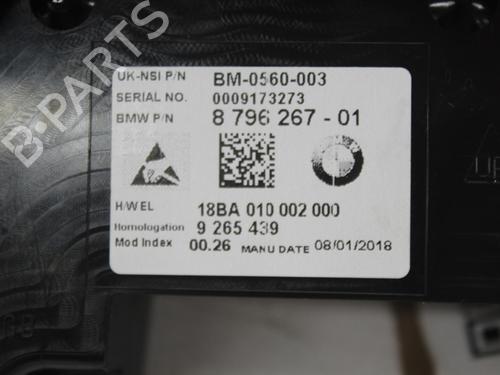 UK-NSI P/N BM-0560-003
SERIAL NO. 0009173273
BMW P/N 8 796 267 - 01
H/W EL 18BA 010 002 000
Homologation 9 265 439
Mod Index 00.26 MANU DATE 08/01/2018
B-PARTS